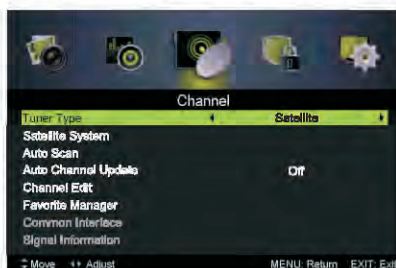 Channel
Tuner Type Satellite
Satellite System
Auto Scan
Auto Channel Update Off
Channel Edit
Favorite Manager
Common Interface
Signal Information
Move Adjust MENU: Return EXIT: Exit